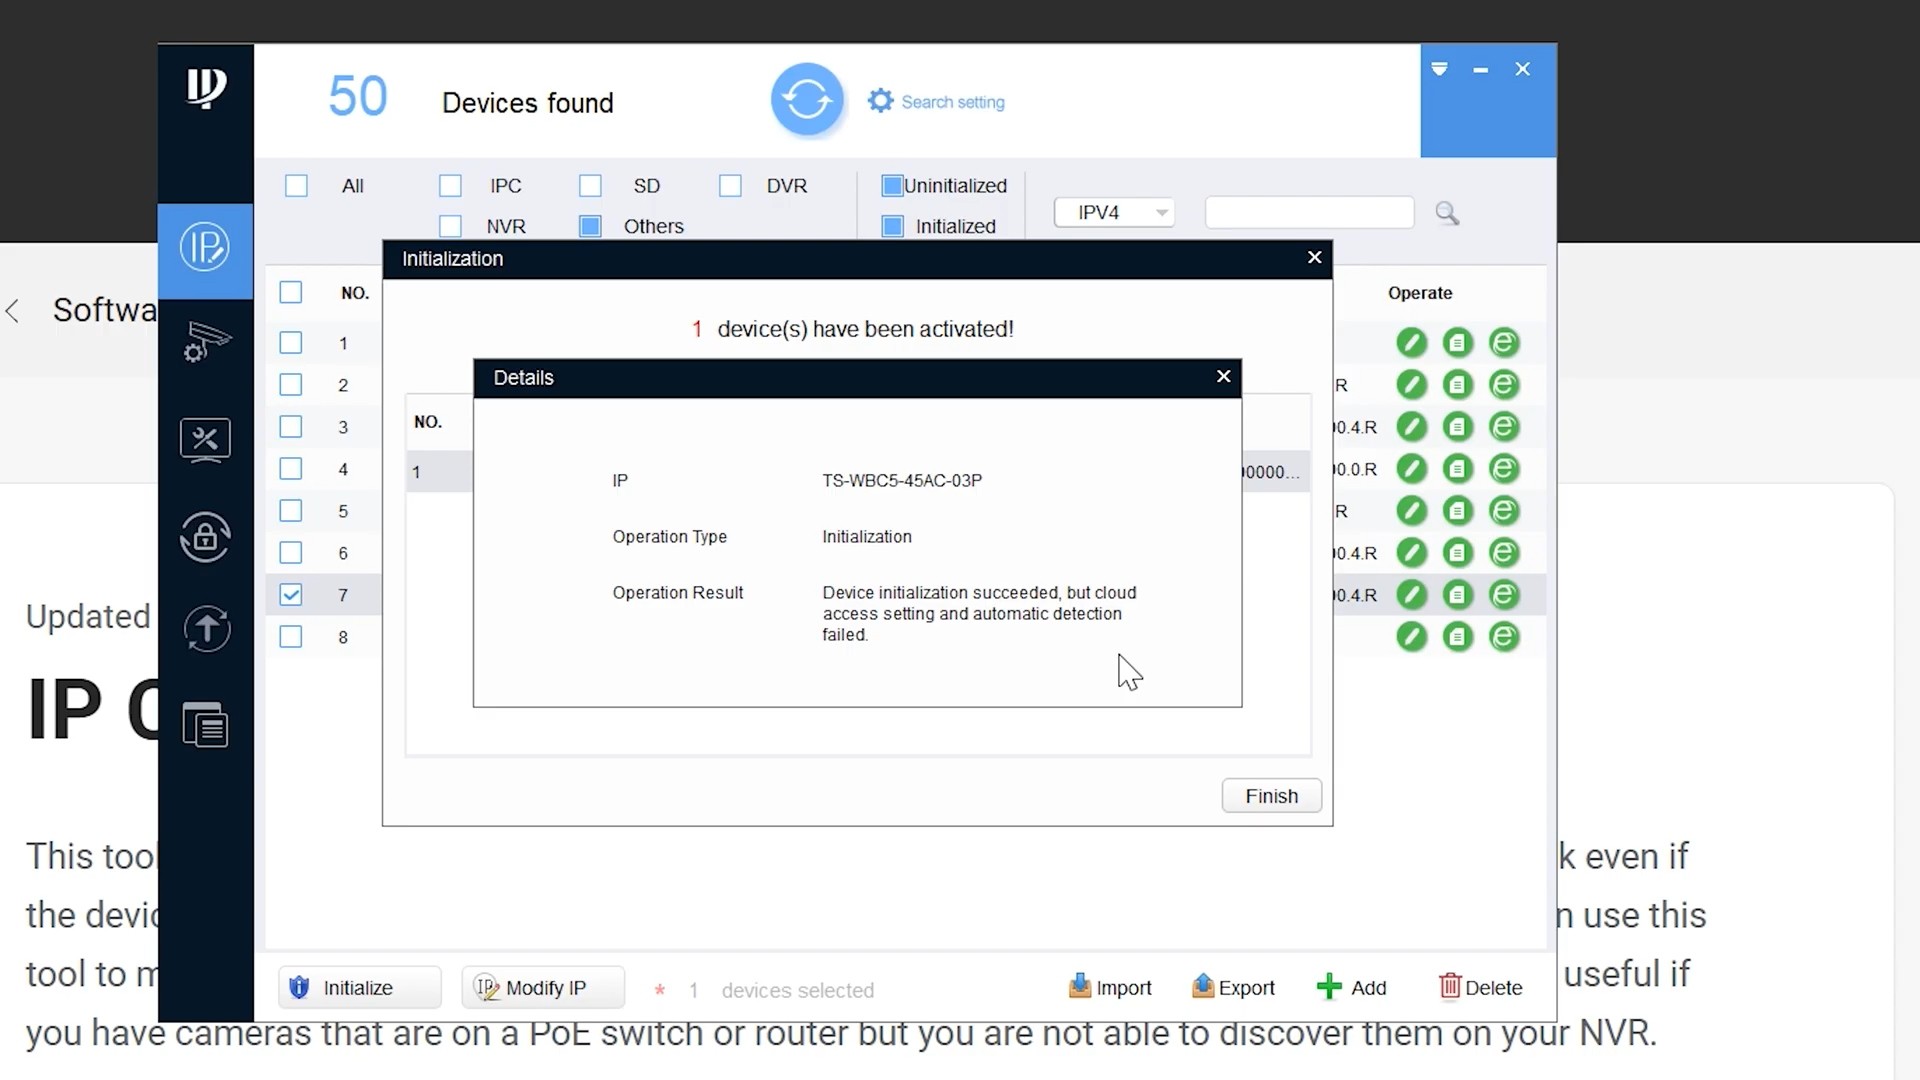 50 Devices found Search setting
All IPC SD DVR Uninitialized
NVR Others Initialized
IPV4
Softwa
Initialization
NO. Operate
1 device(s) have been activated!
1
Details
2 R
NO.
3 00.4.R
1 00000...
4 00.0.R
IP TS-WBC5-45AC-03P
5 R
Operation Type Initialization
6 00.4.R
Operation Result Device initialization succeeded, but cloud
access setting and automatic detection
failed.
7 00.4.R
8
Updated
IP
Finish
This tool k even if
the devic n use this
Initialize Modify IP * 1 devices selected Import Export Add Delete
tool to m useful if
you have cameras that are on a PoE switch or router but you are not able to discover them on your NVR.